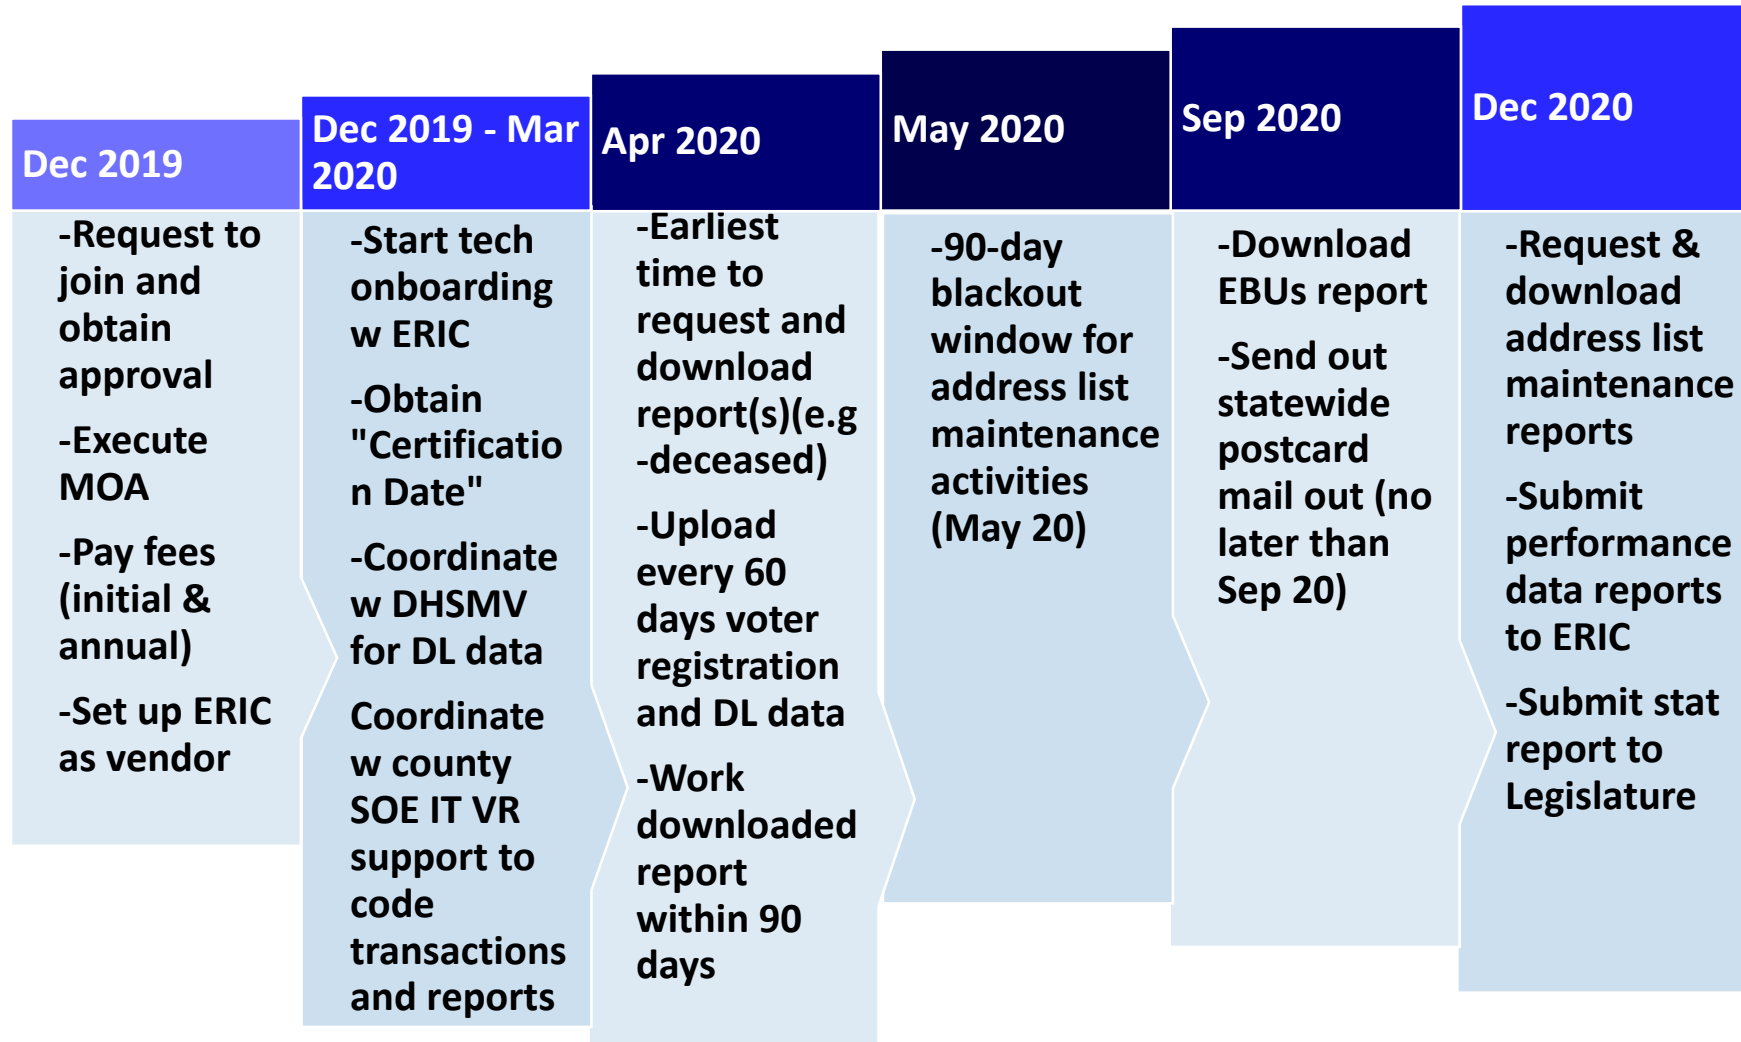 Dec 2019
-Request to
join and
obtain
approval
-Execute
MOA
-Pay fees
(initial &
annual)
-Set up ERIC
as vendor
Dec 2019 - Mar
2020
-Start tech
onboarding
w ERIC
-Obtain
"Certificatio
n Date"
-Coordinate
w DHSMV
for DL data
Coordinate
w county
SOE IT VR
support to
code
transactions
and reports
Apr 2020
-Earliest
time to
request and
download
report(s)(e.g
-deceased)
-Upload
every 60
days voter
registration
and DL data
-Work
downloaded
report
within 90
days
May 2020
-90-day
blackout
window for
address list
maintenance
activities
(May 20)
Sep 2020
-Download
EBUs report
-Send out
statewide
postcard
mail out (no
later than
Sep 20)
Dec 2020
-Request &
download
address list
maintenance
reports
-Submit
performance
data reports
to ERIC
-Submit stat
report to
Legislature